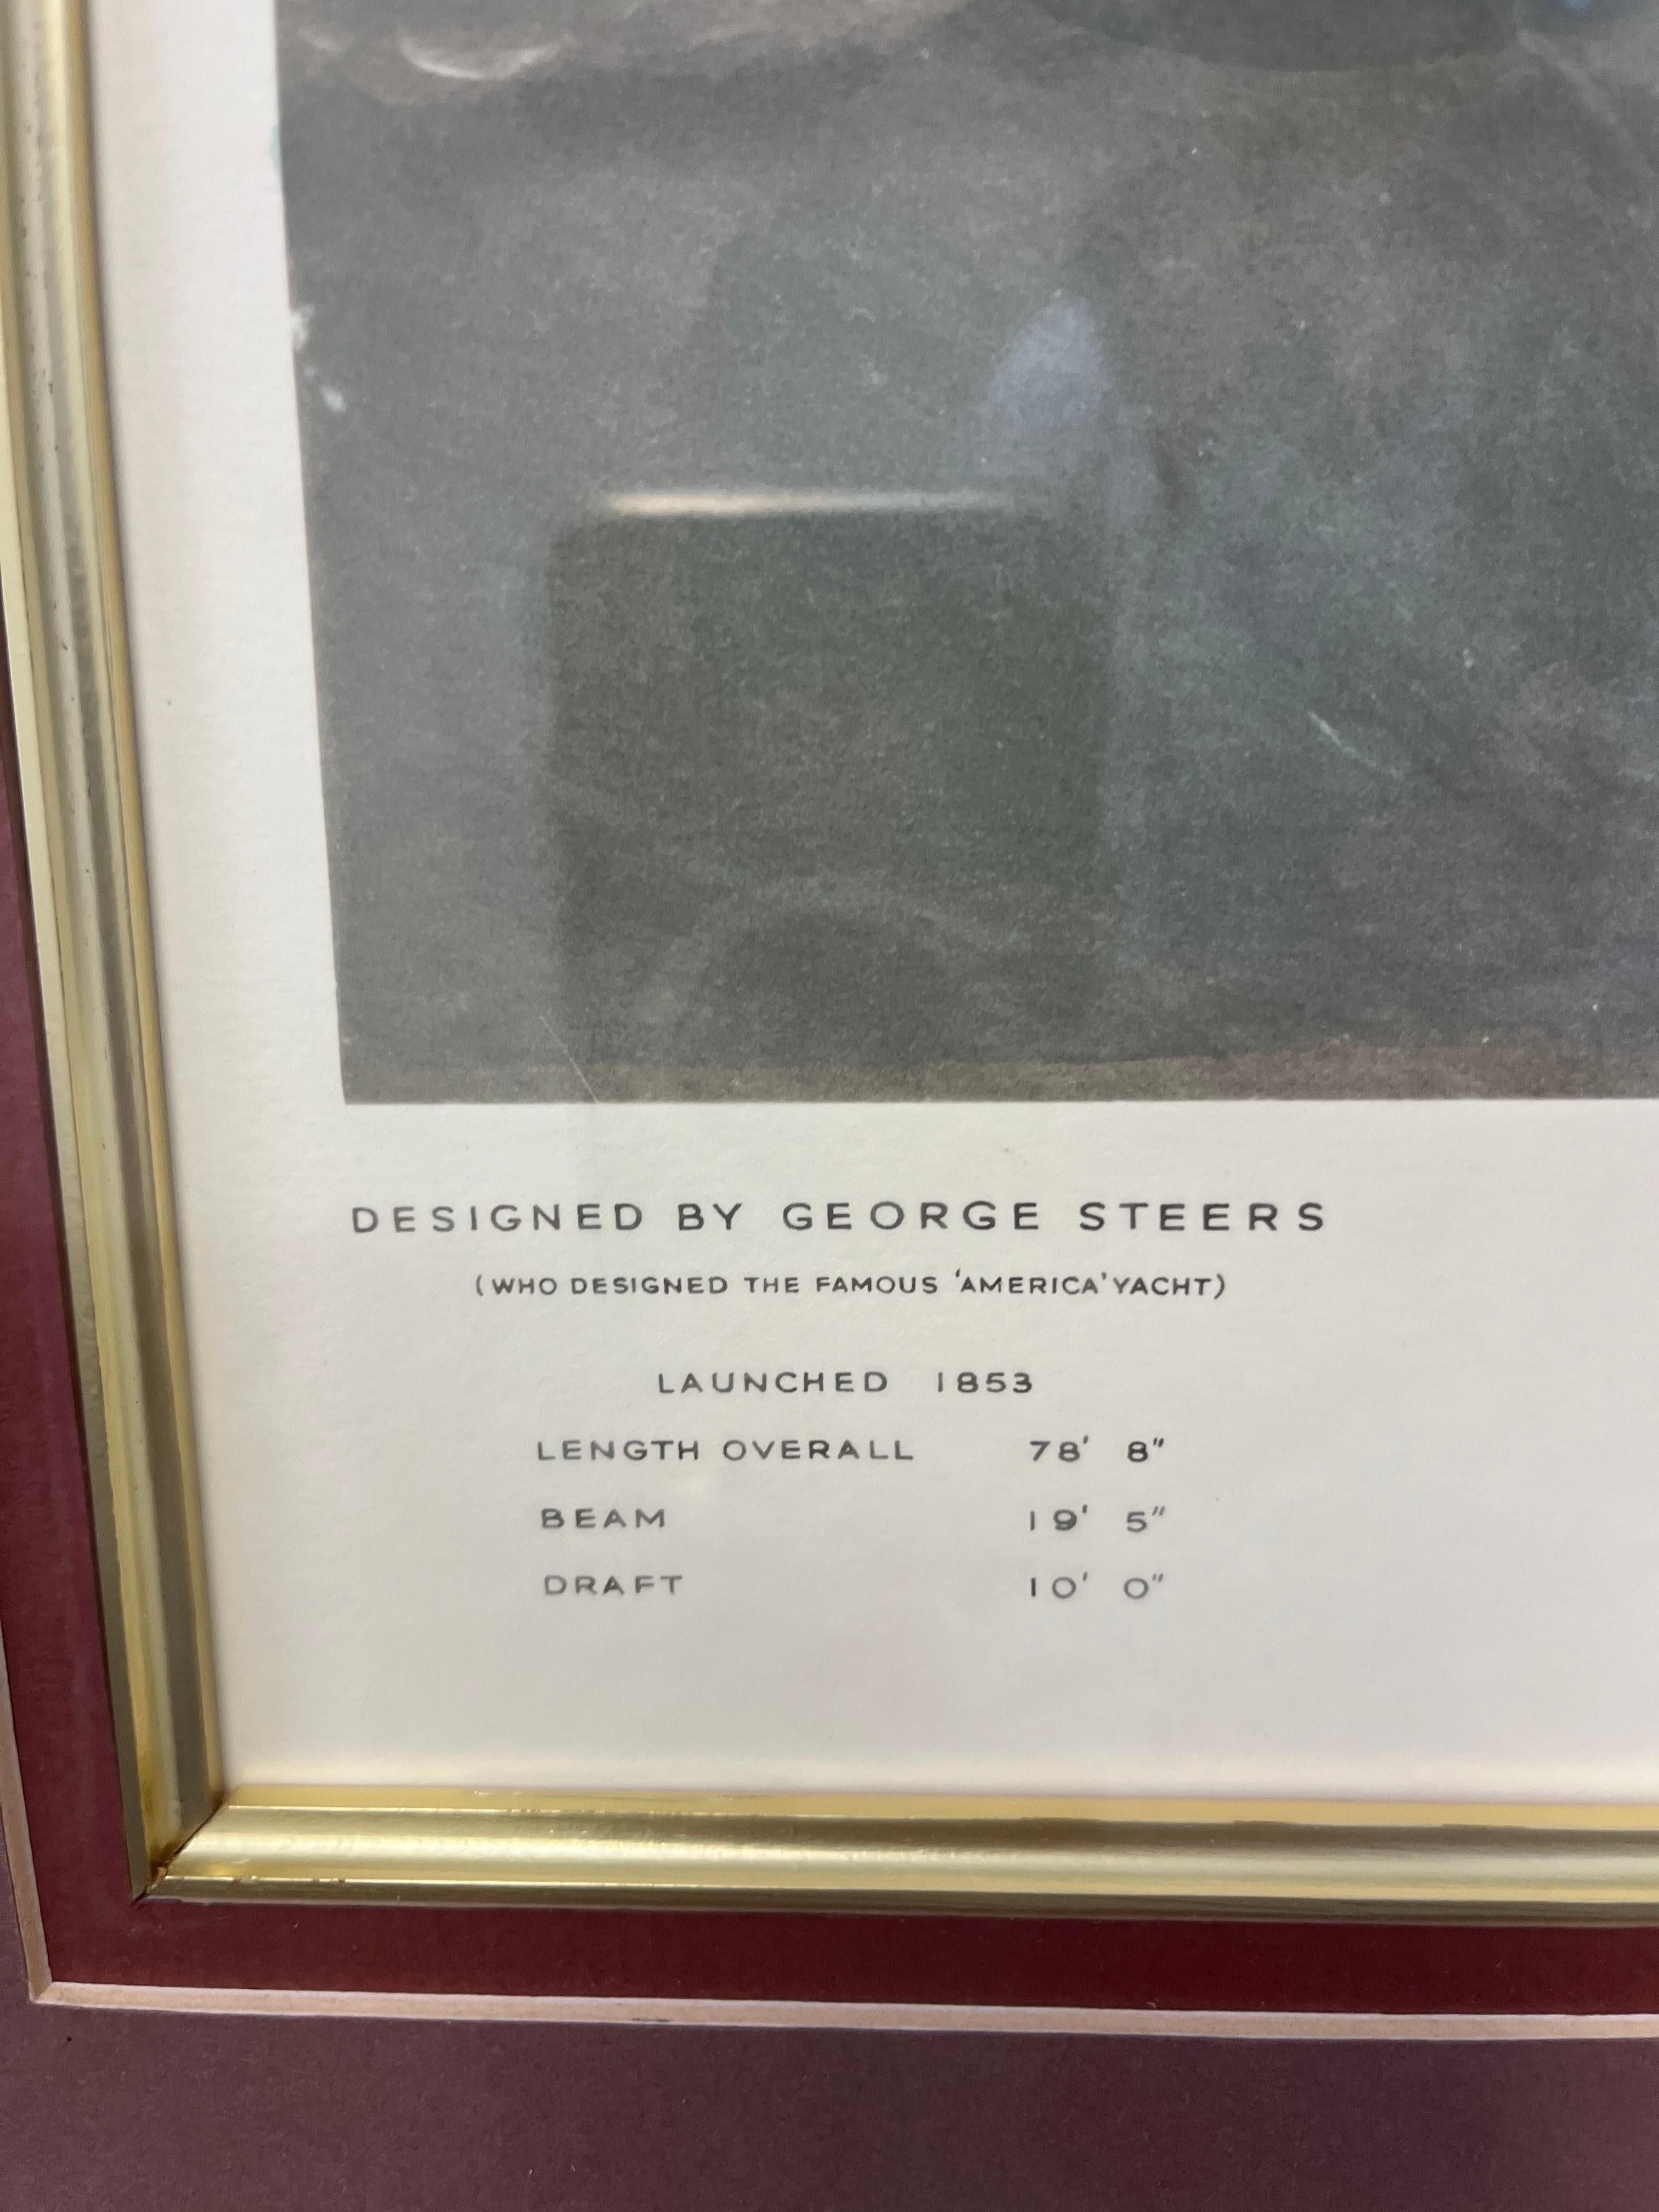 DESIGNED BY GEORGE STEERS
(WHO DESIGNED THE FAMOUS 'AMERICA' YACHT)
LAUNCHED 1853
LENGTH OVERALL 78' 8"
BEAM 19' 5"
DRAFT 10' 0"